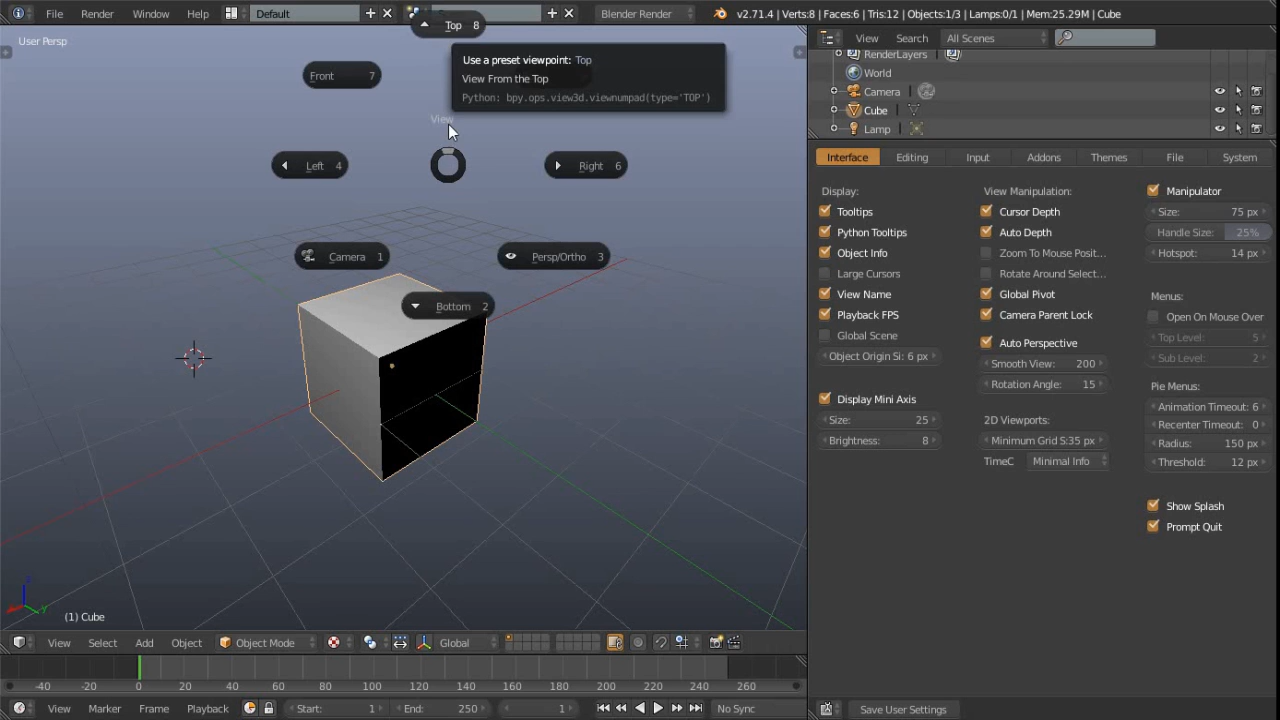 File Render Window Help Default Blender Render v2.71.4 | Verts:8 | Faces:6 | Tris:12 | Objects:1/3 | Lamps:0/1 | Mem:25.29M | Cube
User Persp
Top 8
Use a preset viewpoint: Top
View From the Top
Python: bpy.ops.view3d.viewnumpad(type='TOP')
Front 7
View
Left 4
Right 6
Camera 1
Persp/Ortho 3
Bottom 2
(1) Cube
View Select Add Object Object Mode Global
-40 -20 0 20 40 60 80 100 120 140 160 180 200 220 240 260
View Marker Frame Playback Start: 1 End: 250 1 No Sync
View Search All Scenes
RenderLayers
World
Camera
Cube
Lamp
Interface Editing Input Addons Themes File System
Display:
Tooltips
Python Tooltips
Object Info
Large Cursors
View Name
Playback FPS
Global Scene
Object Origin Si: 6 px
Display Mini Axis
Size: 25
Brightness: 8
View Manipulation:
Cursor Depth
Auto Depth
Zoom To Mouse Posit...
Rotate Around Select...
Global Pivot
Camera Parent Lock
Auto Perspective
Smooth View: 200
Rotation Angle: 15
2D Viewports:
Minimum Grid S:35 px
TimeC Minimal Info
Manipulator
Size: 75 px
Handle Size: 25%
Hotspot: 14 px
Menus:
Open On Mouse Over
Top Level: 5
Sub Level: 2
Pie Menus:
Animation Timeout: 6
Recenter Timeout: 0
Radius: 150 px
Threshold: 12 px
Show Splash
Prompt Quit
Save User Settings